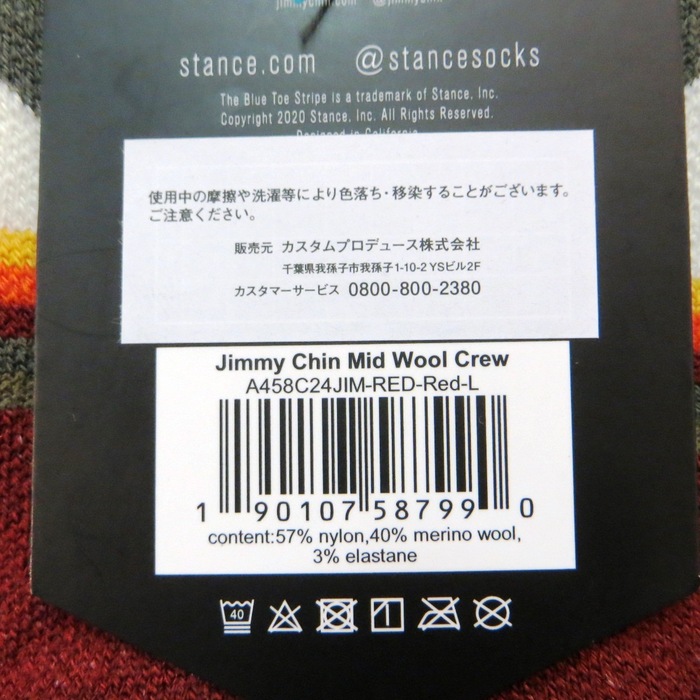 stance.com @stancesocks
The Blue Toe Stripe is a trademark of Stance, Inc.
Copyright 2020 Stance, Inc. All Rights Reserved.
Designed in California
使用中の摩擦や洗濯等により色落ち・移染することがございます。
ご注意ください。
販売元 カスタムプロデュース株式会社
千葉県我孫子市我孫子1-10-2 YSビル2F
カスタマーサービス 0800-800-2380
Jimmy Chin Mid Wool Crew
A458C24JIM-RED-Red-L
1 90107 58799 0
content:57% nylon,40% merino wool,
3% elastane
40